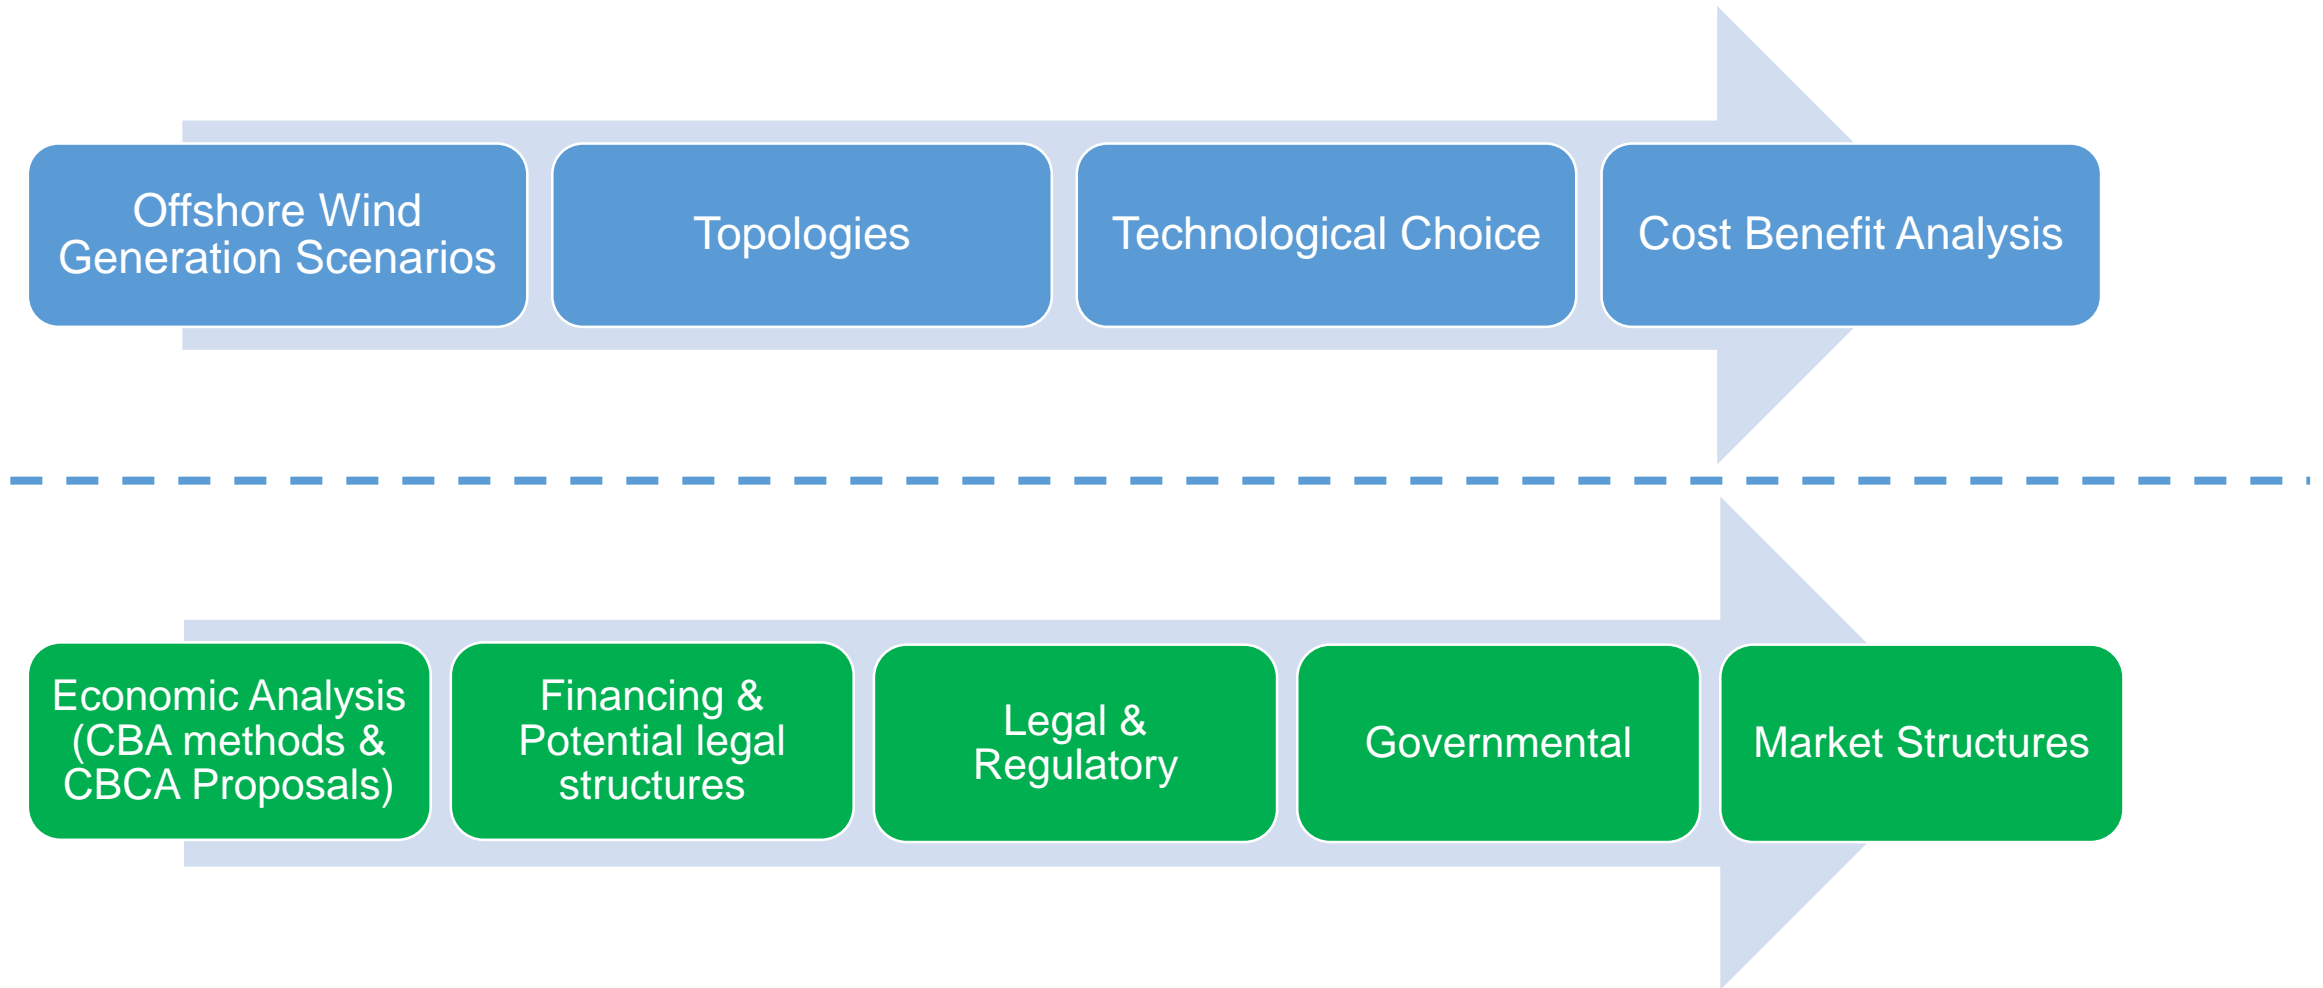 Offshore Wind
Generation Scenarios
Topologies
Technological Choice
Cost Benefit Analysis
Economic Analysis
(CBA methods &
CBCA Proposals)
Financing &
Potential legal
structures
Legal &
Regulatory
Governmental
Market Structures